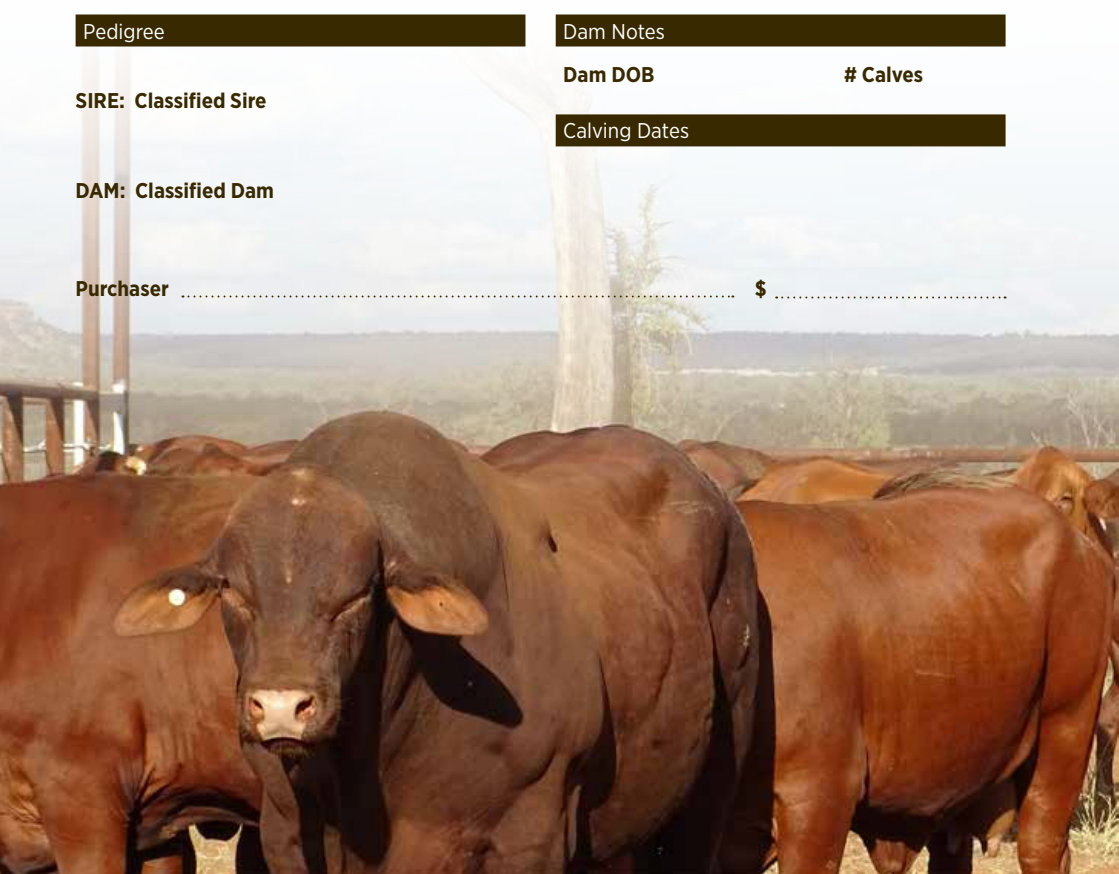 Pedigree
SIRE: Classified Sire
DAM: Classified Dam
Dam Notes
Dam DOB # Calves
Calving Dates
Purchaser ........ $ ........